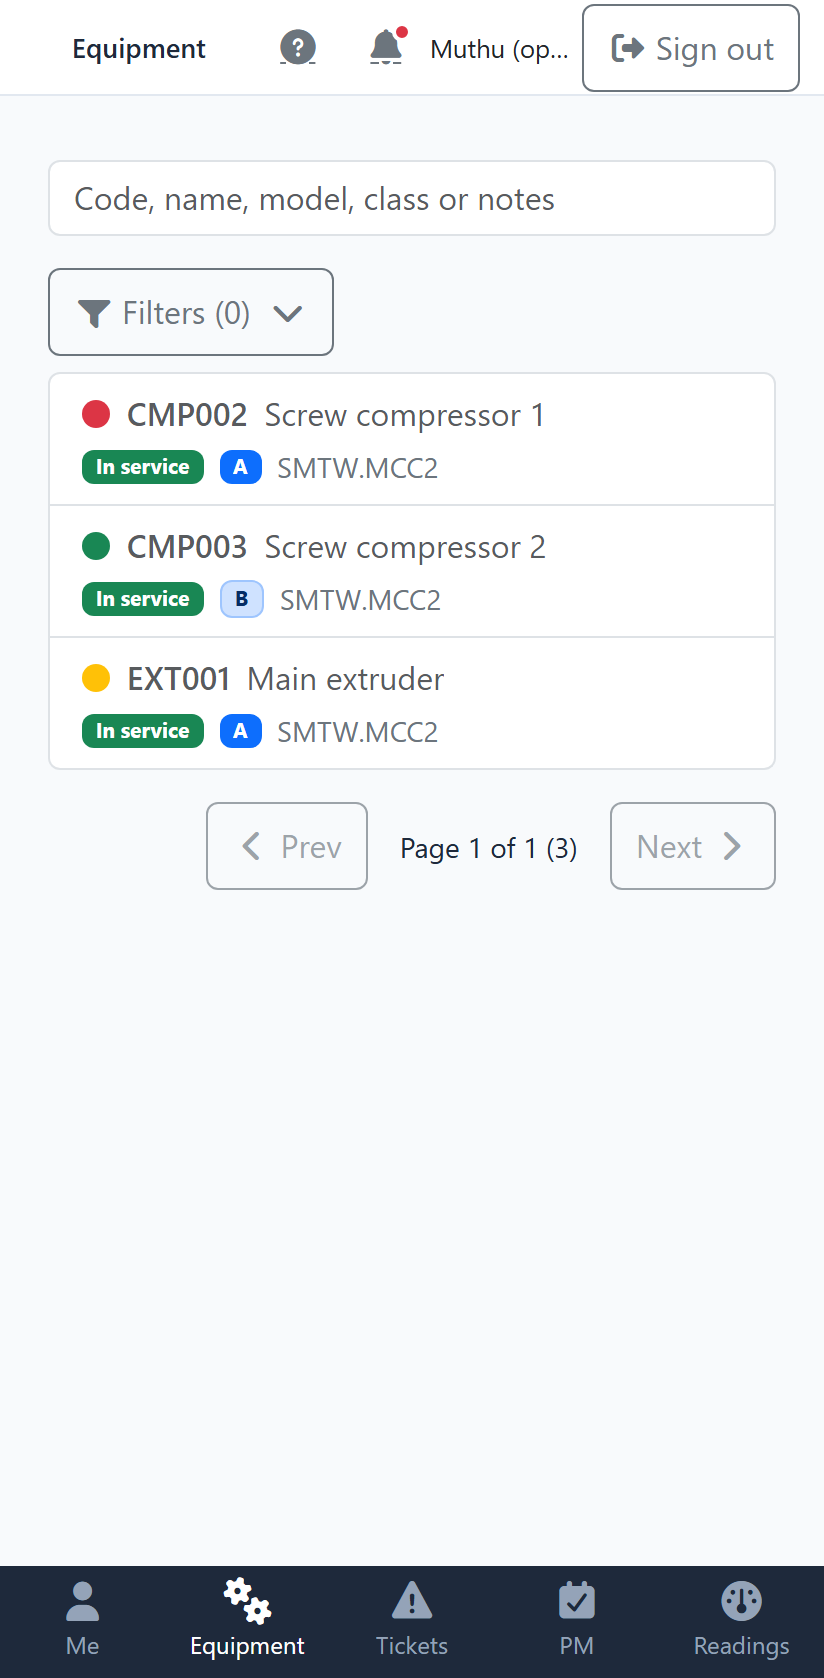 Equipment
Muthu (op...
Sign out
Code, name, model, class or notes
Filters (0)
CMP002 Screw compressor 1
In service A SMTW.MCC2
CMP003 Screw compressor 2
In service B SMTW.MCC2
EXT001 Main extruder
In service A SMTW.MCC2
Prev Page 1 of 1 (3) Next
Me Equipment Tickets PM Readings